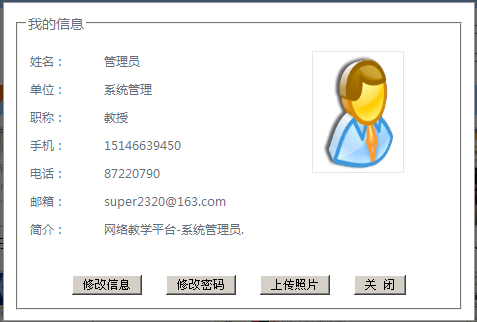 我的信息
姓名： 管理员
单位： 系统管理
职称： 教授
手机： 15146639450
电话： 87220790
邮箱： super2320@163.com
简介： 网络教学平台-系统管理员.
修改信息 修改密码 上传照片 关 闭